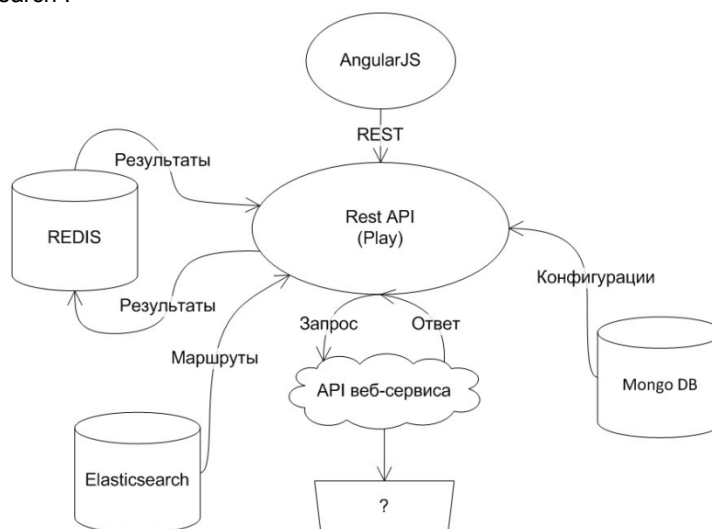 AngularJS
REST
Результаты
REDIS
Rest API
(Play)
Результаты
Конфигурации
Запрос
Ответ
Маршруты
API веб-сервиса
Mongo DB
Elasticsearch
?